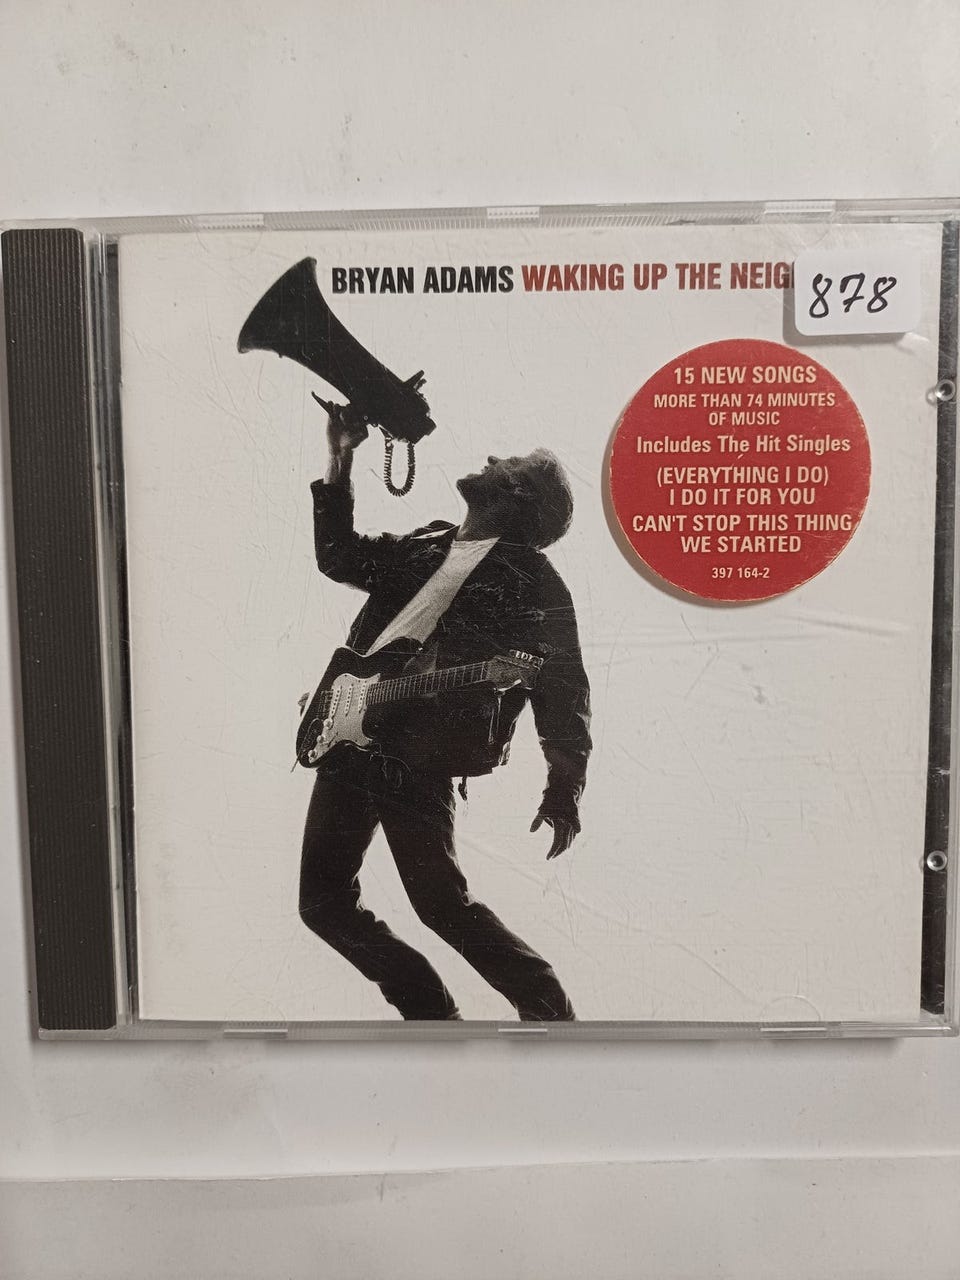 BRYAN ADAMS WAKING UP THE NEIG
878
15 NEW SONGS
MORE THAN 74 MINUTES
OF MUSIC
Includes The Hit Singles
(EVERYTHING I DO)
I DO IT FOR YOU
CAN'T STOP THIS THING
WE STARTED
397 164-2